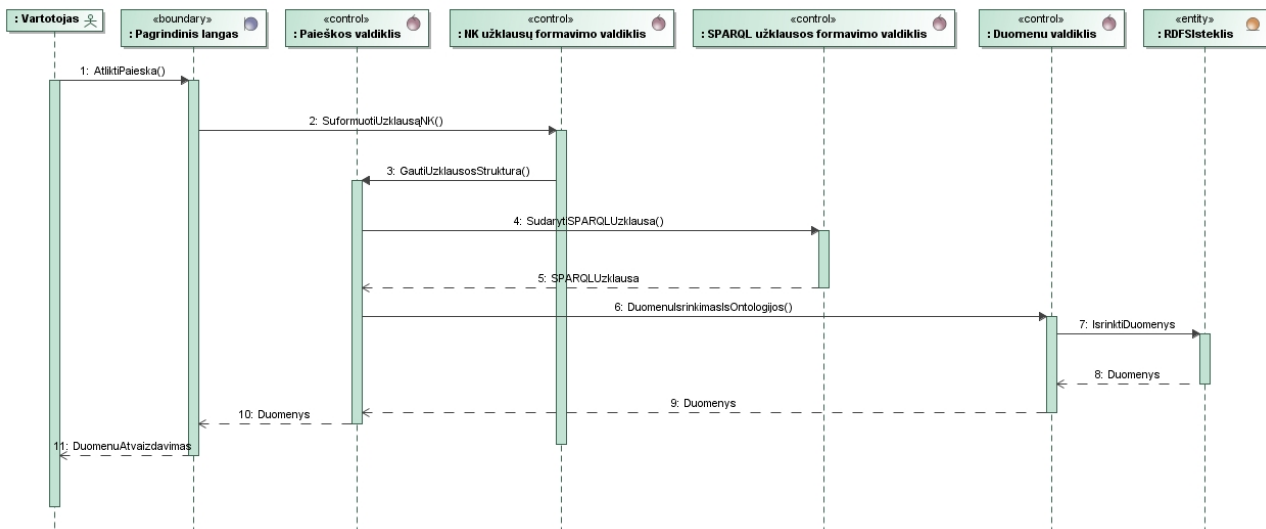 : Vartotojas
«boundary»
: Pagrindinis langas
«control»
: Paieškos valdiklis
«control»
: NK užklausų formavimo valdiklis
«control»
: SPARQL užklausos formavimo valdiklis
«control»
: Duomenu valdiklis
«entity»
: RDFSIsteklis
1: AtliktiPaieska()
2: SuformuotiUzklausąNK()
3: GautiUzklausosStruktura()
4: SudarytiSPARQLUzklausa()
5: SPARQLUzklausa
6: DuomenuIsrinkimasIsOntologijos()
7: IsrinktiDuomenys
8: Duomenys
9: Duomenys
10: Duomenys
11: DuomenuAtvaizdavimas